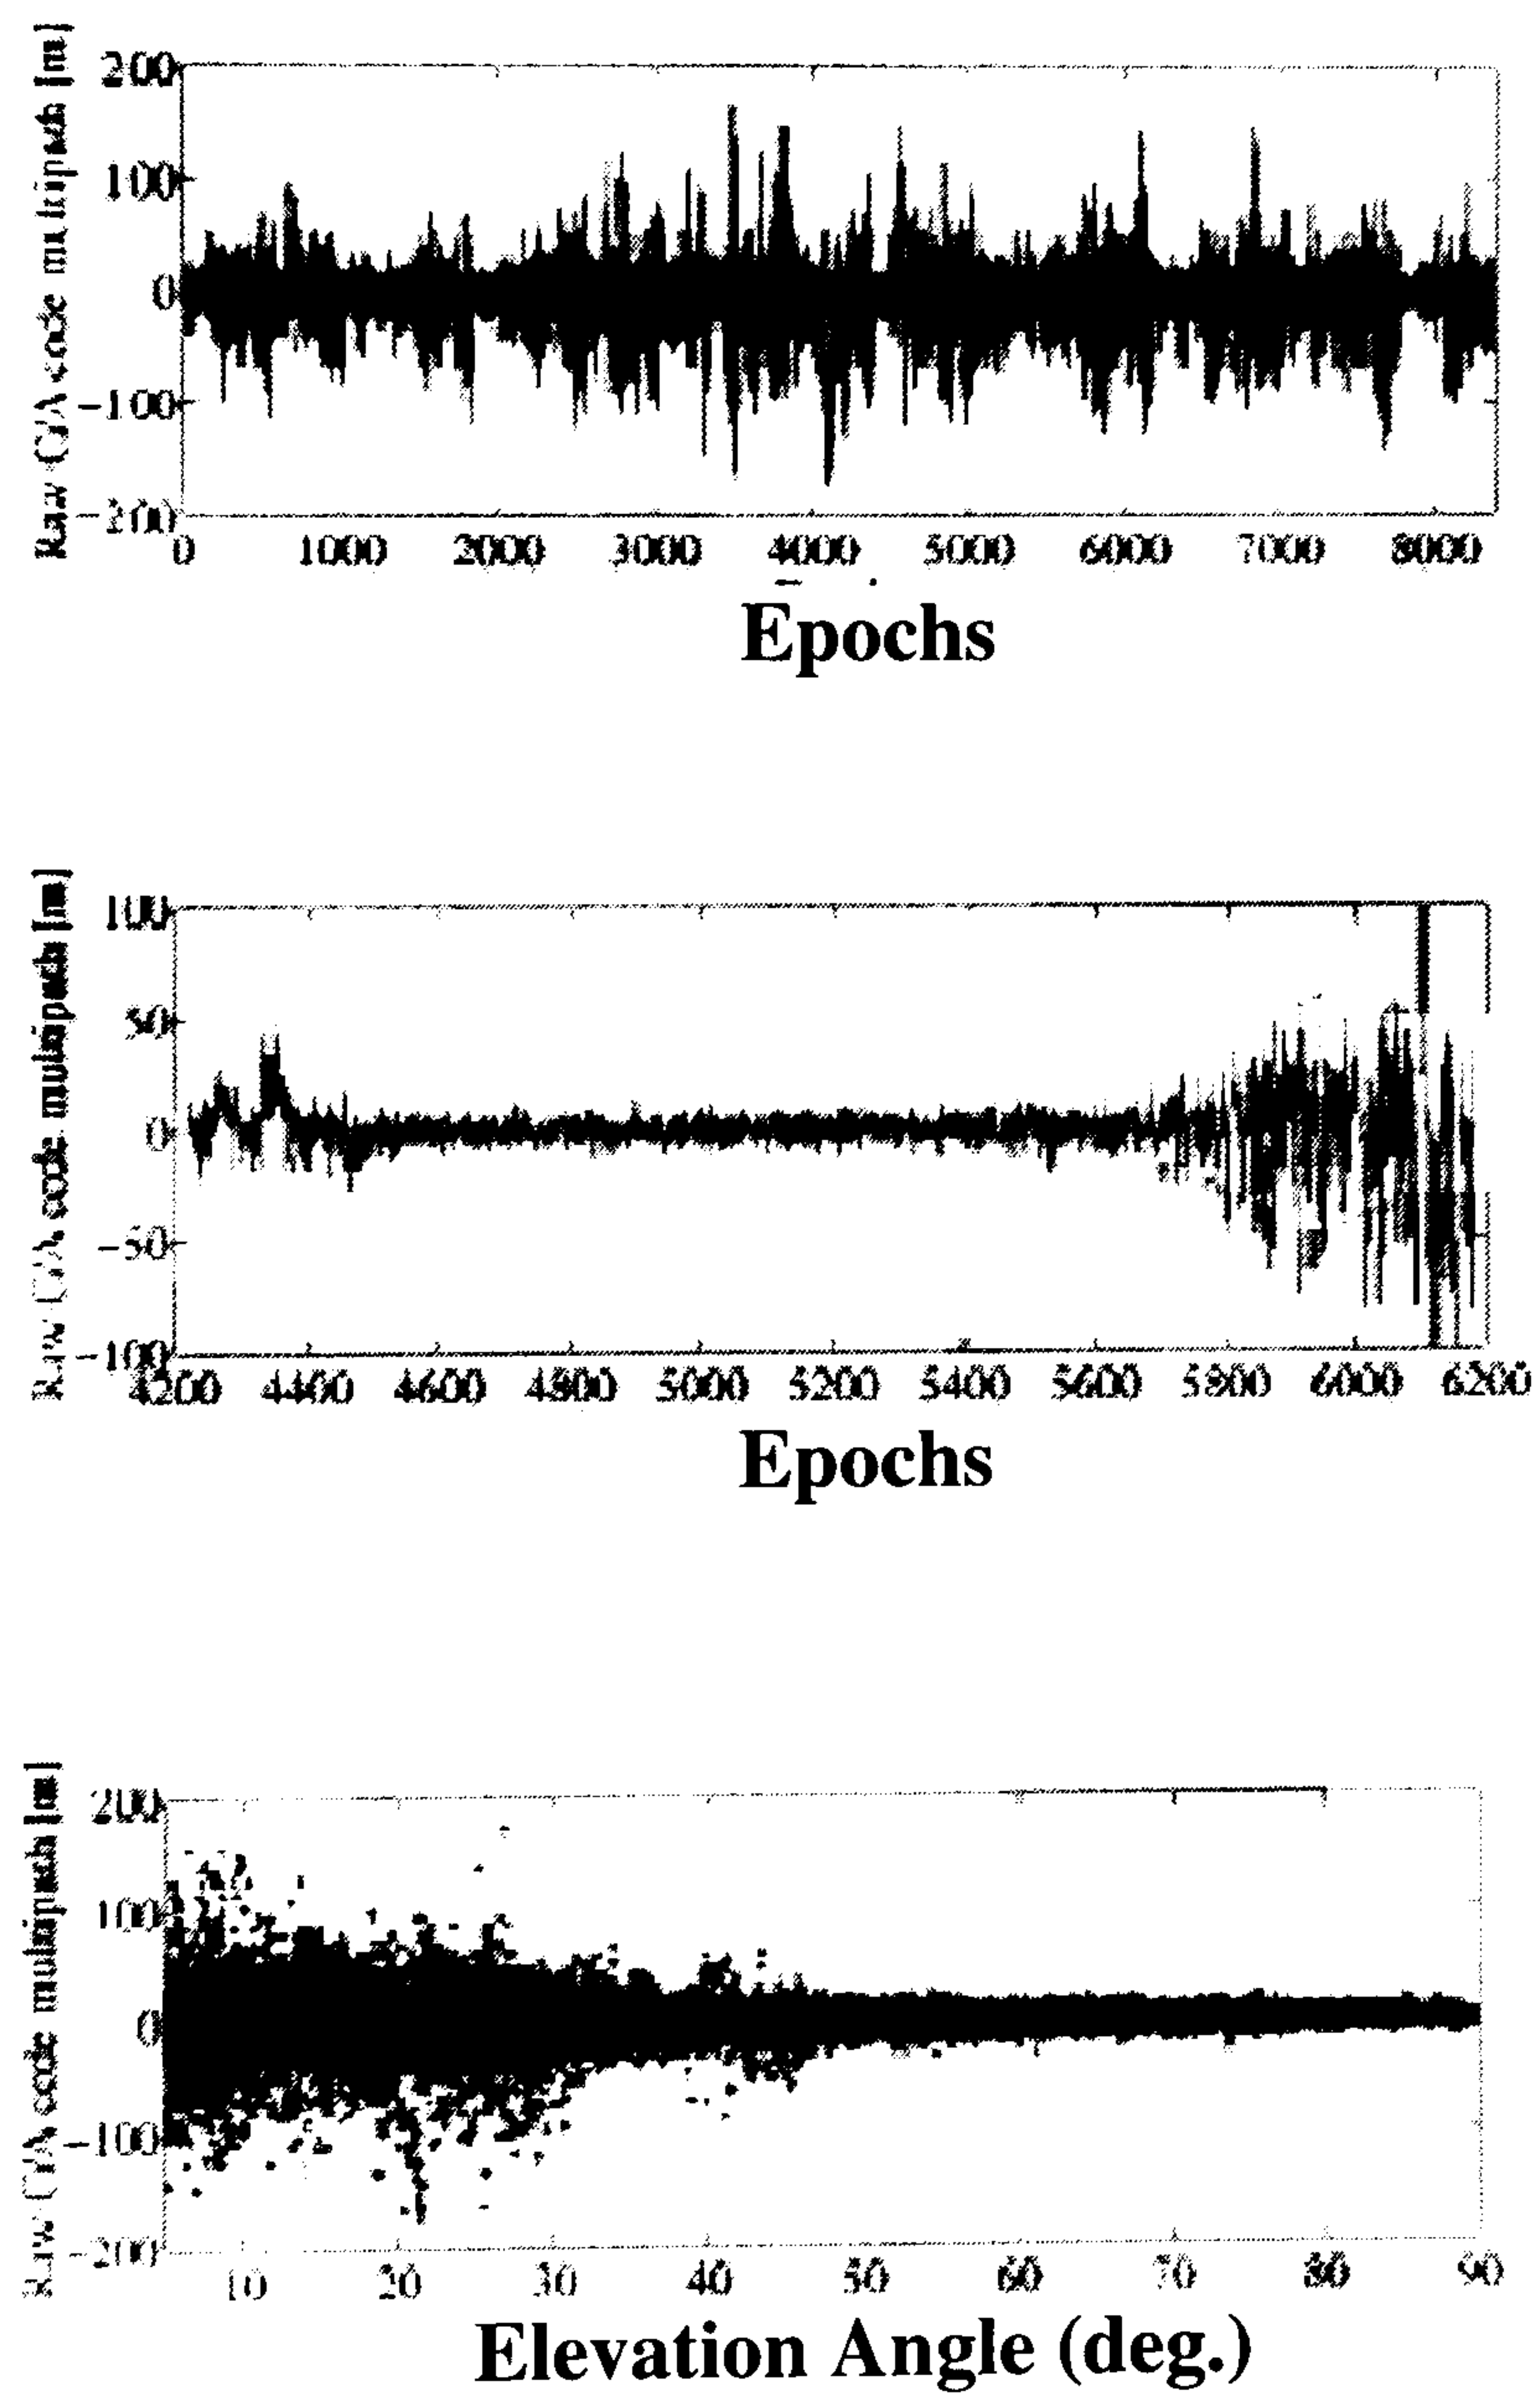 Raw C/A code multipath [m]
200
100
0
-100
-200
0 1000 2000 3000 4000 5000 6000 7000 8000
Epochs
Raw C/A code multipath [m]
100
50
0
-50
-100
4200 4400 4600 4800 5000 5200 5400 5600 5800 6000 6200
Epochs
Raw C/A code multipath [m]
200
100
0
-100
-200
10 20 30 40 50 60 70 80 90
Elevation Angle (deg.)